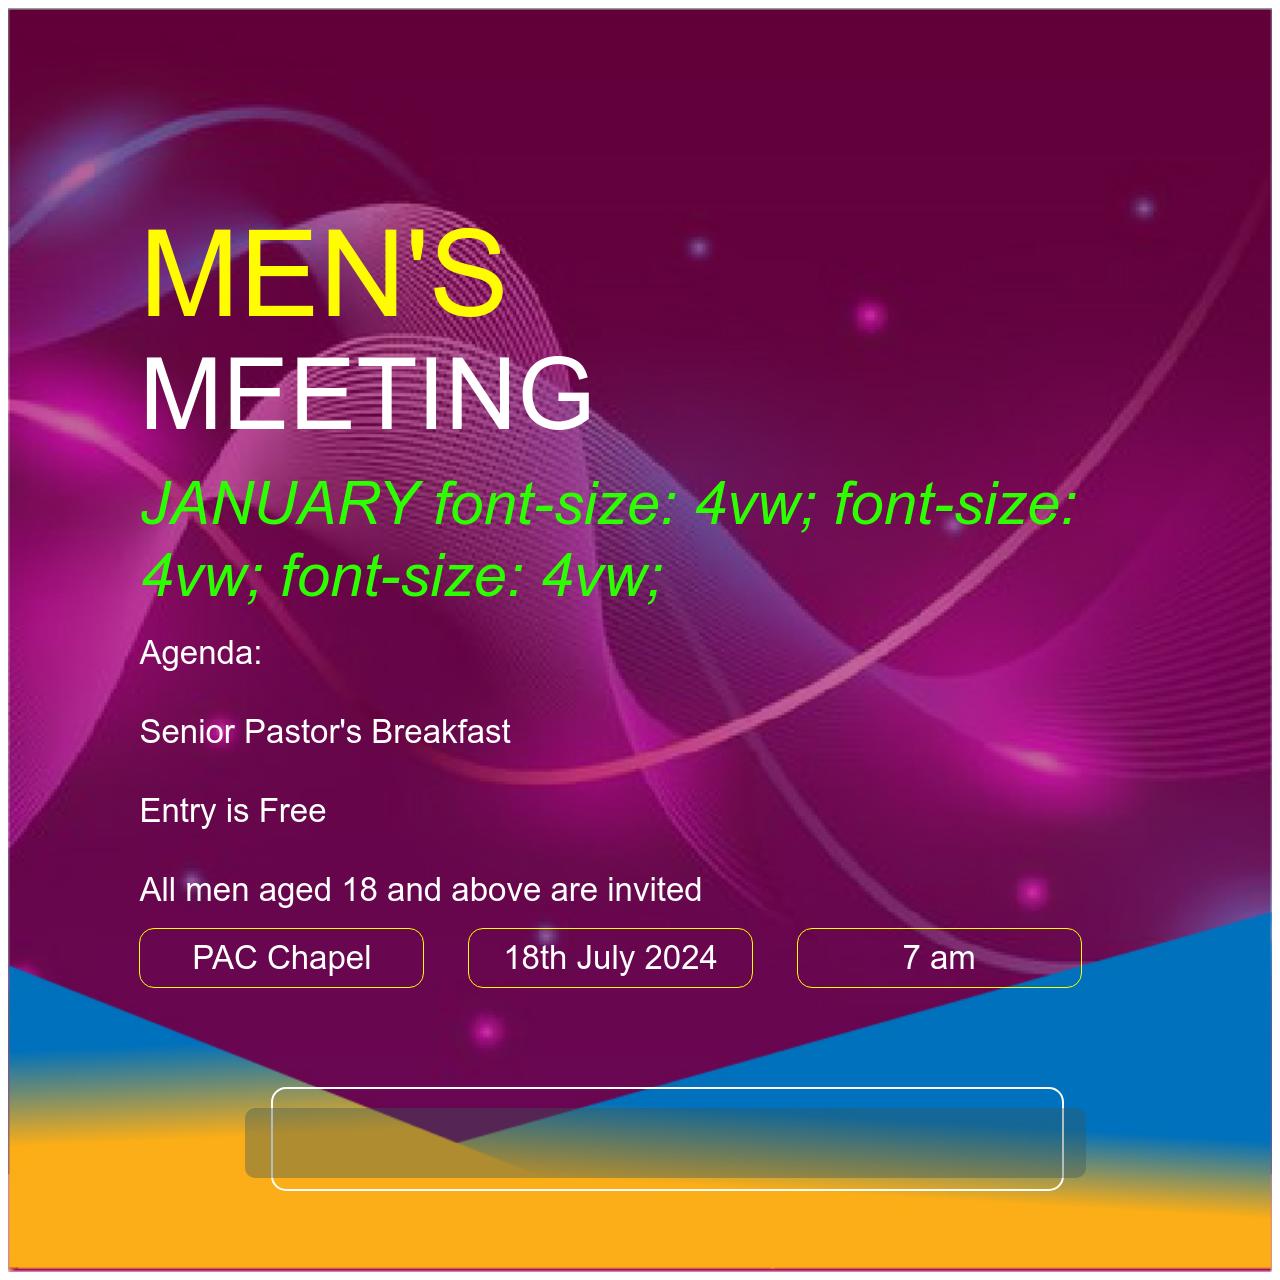 MEN'S
MEETING
JANUARY font-size: 4vw; font-size:
4vw; font-size: 4vw;
Agenda:
Senior Pastor's Breakfast
Entry is Free
All men aged 18 and above are invited
PAC Chapel
18th July 2024
7 am